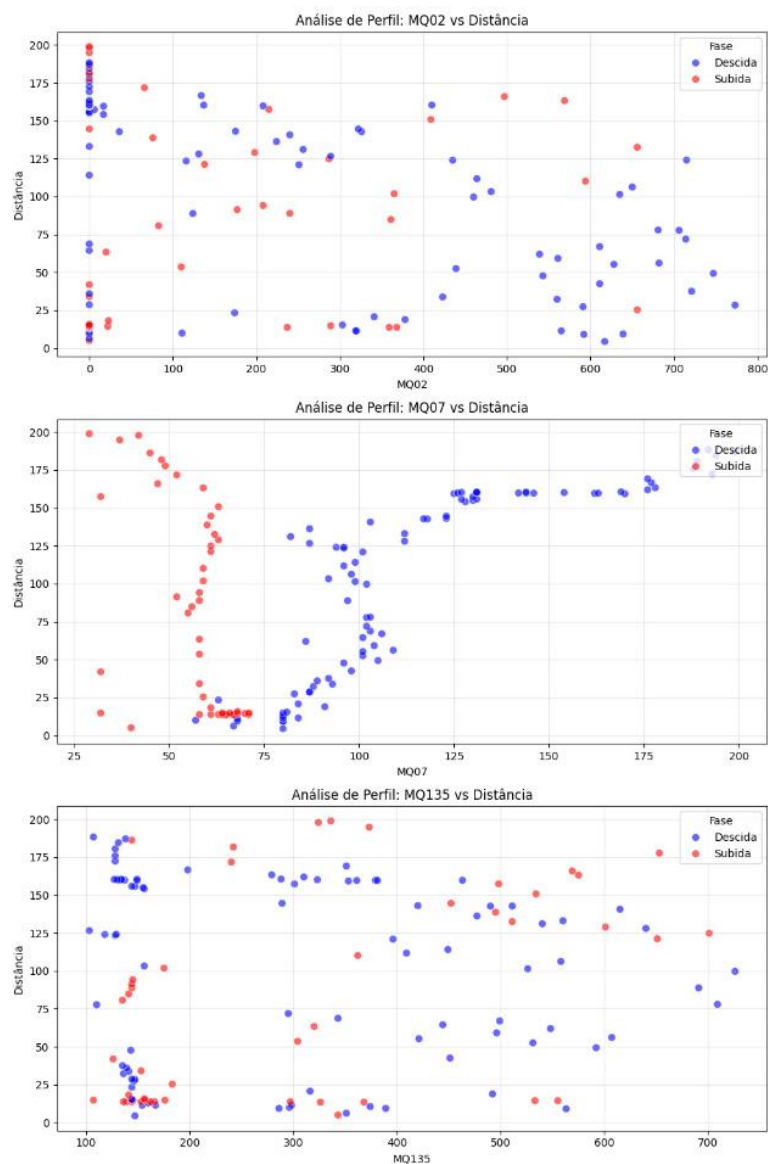 Análise de Perfil: MQ02 vs Distância
Fase
Descida
Subida
Distância
200
175
150
125
100
75
50
25
0
0 100 200 300 400 500 600 700 800
MQ02
Análise de Perfil: MQ07 vs Distância
Fase
Descida
Subida
Distância
200
175
150
125
100
75
50
25
0
25 50 75 100 125 150 175 200
MQ07
Análise de Perfil: MQ135 vs Distância
Fase
Descida
Subida
Distância
200
175
150
125
100
75
50
25
0
100 200 300 400 500 600 700
MQ135